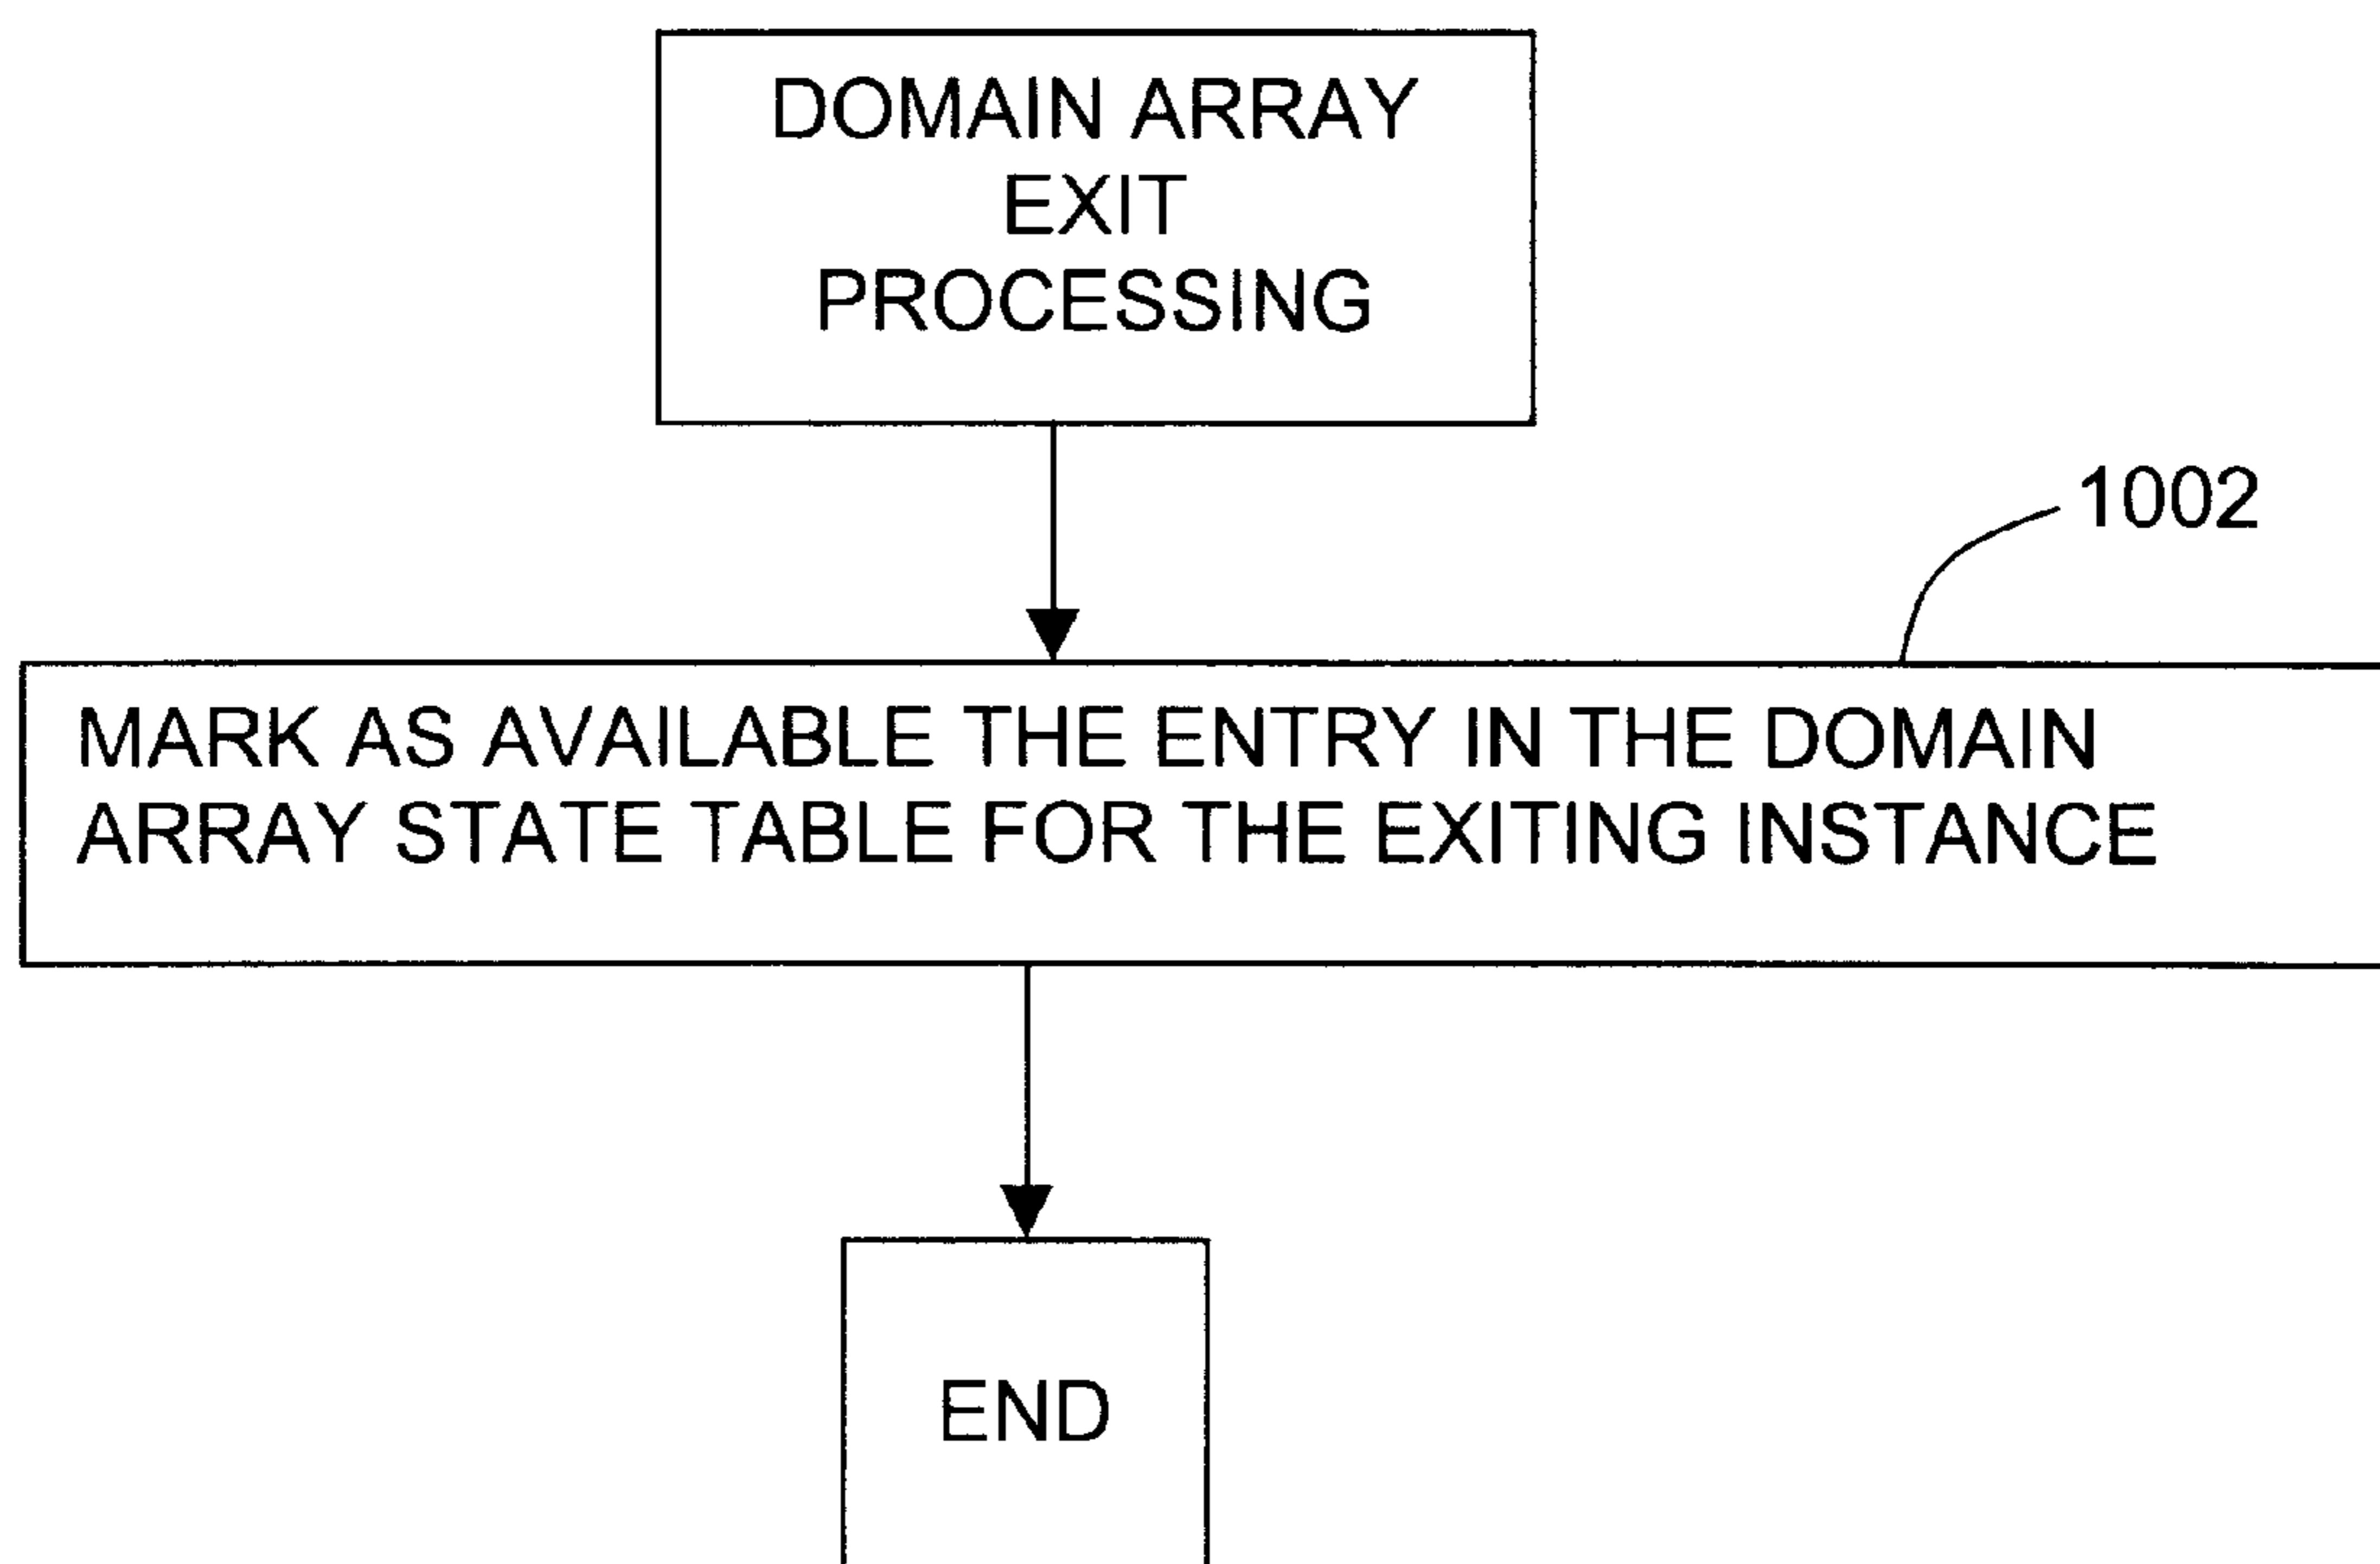 DOMAIN ARRAY
EXIT
PROCESSING
1002
MARK AS AVAILABLE THE ENTRY IN THE DOMAIN
ARRAY STATE TABLE FOR THE EXITING INSTANCE
END